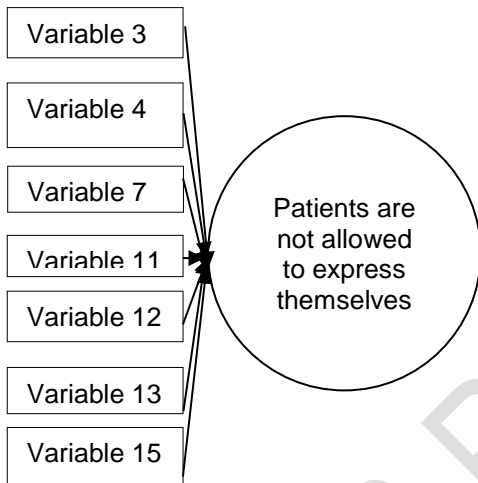 Variable 3
Variable 4
Variable 7
Variable 11
Variable 12
Variable 13
Variable 15
Patients are
not allowed
to express
themselves